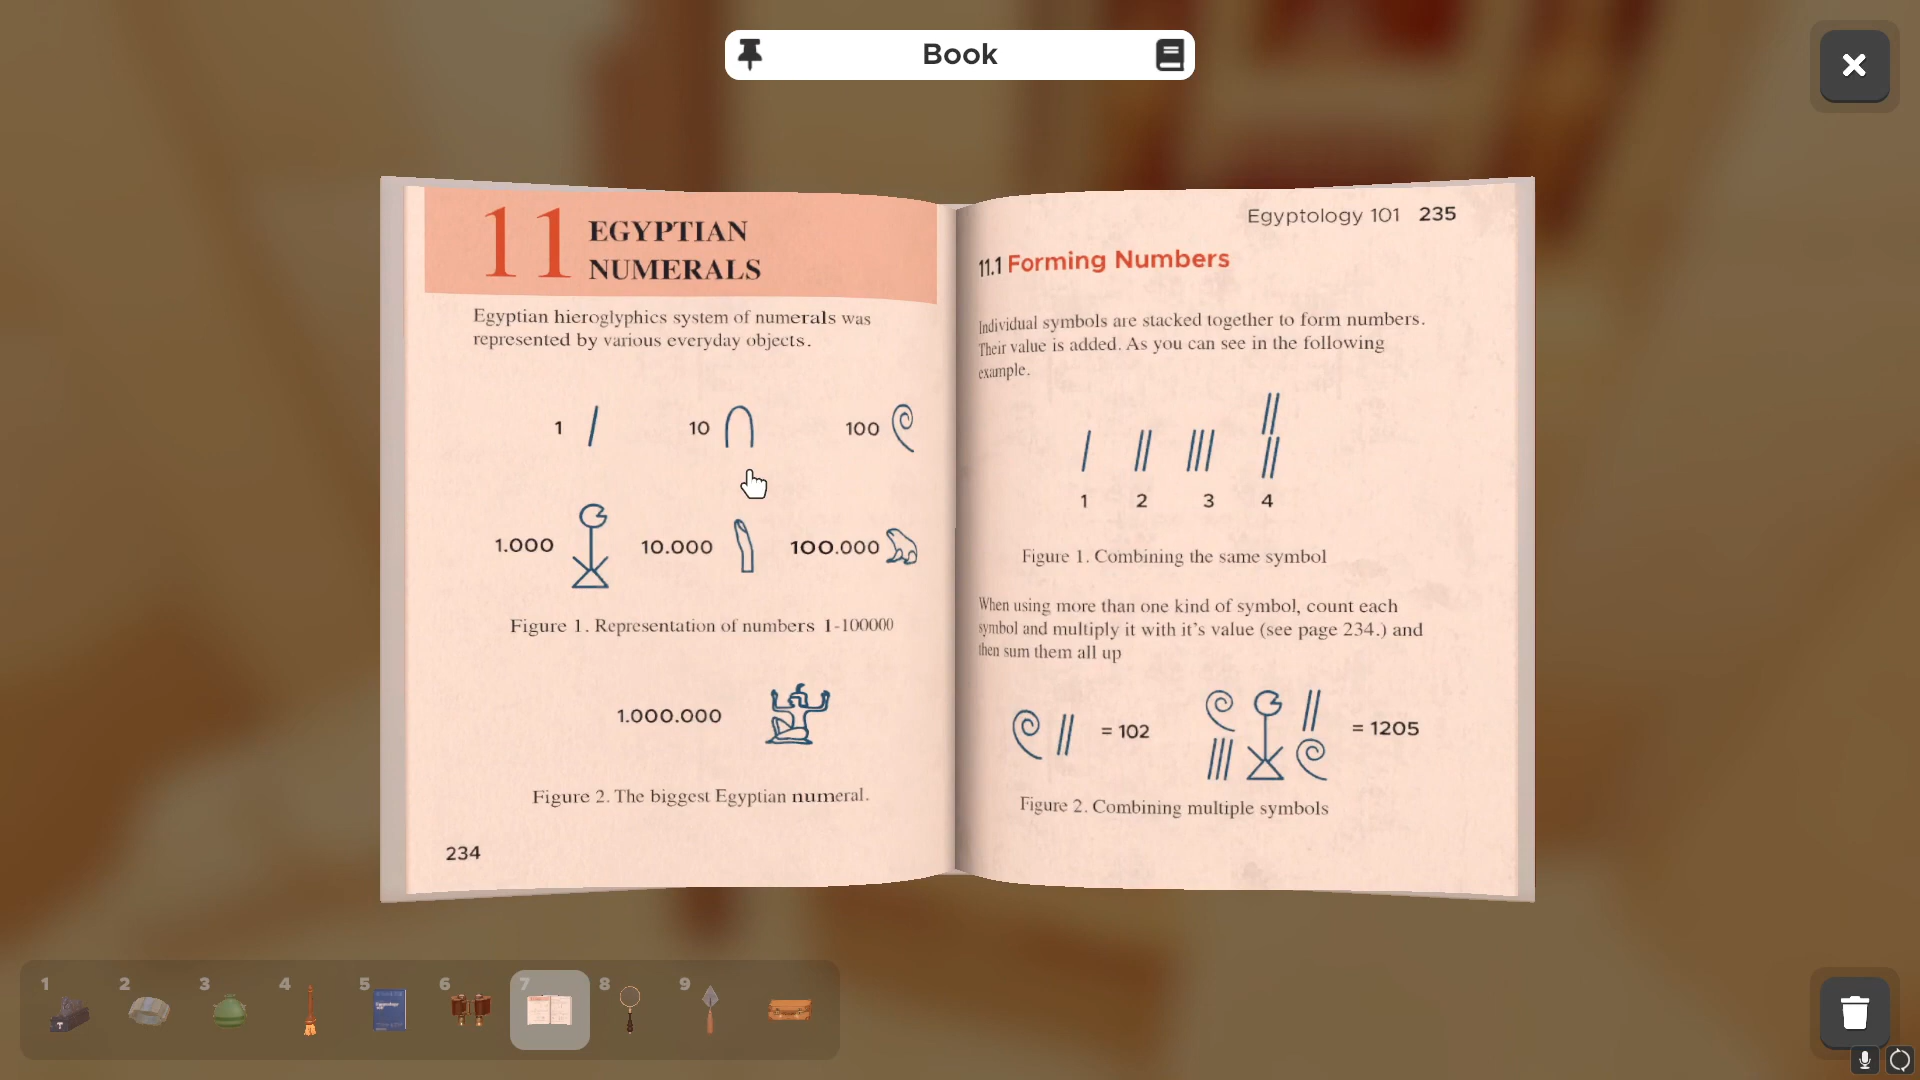 Book
11 EGYPTIAN
NUMERALS
Egyptian hieroglyphics system of numerals was
represented by various everyday objects.
1 10 100
1.000 10.000 100.000
Figure 1. Representation of numbers 1-100000
1.000.000
Figure 2. The biggest Egyptian numeral.
234
Egyptology 101 235
11.1 Forming Numbers
Individual symbols are stacked together to form numbers.
Their value is added. As you can see in the following
example.
1 2 3 4
Figure 1. Combining the same symbol
When using more than one kind of symbol, count each
symbol and multiply it with it's value (see page 234.) and
then sum them all up
= 102 = 1205
Figure 2. Combining multiple symbols
1 2 3 4 5 6 7 8 9